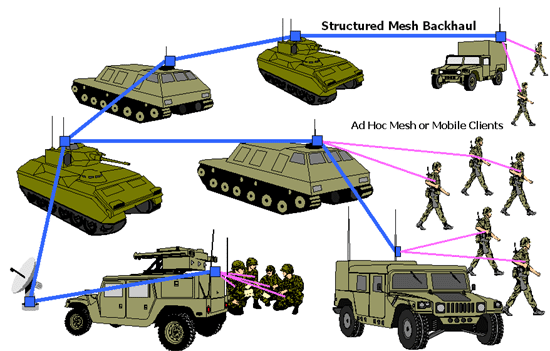 Structured Mesh Backhaul
Ad Hoc Mesh or Mobile Clients